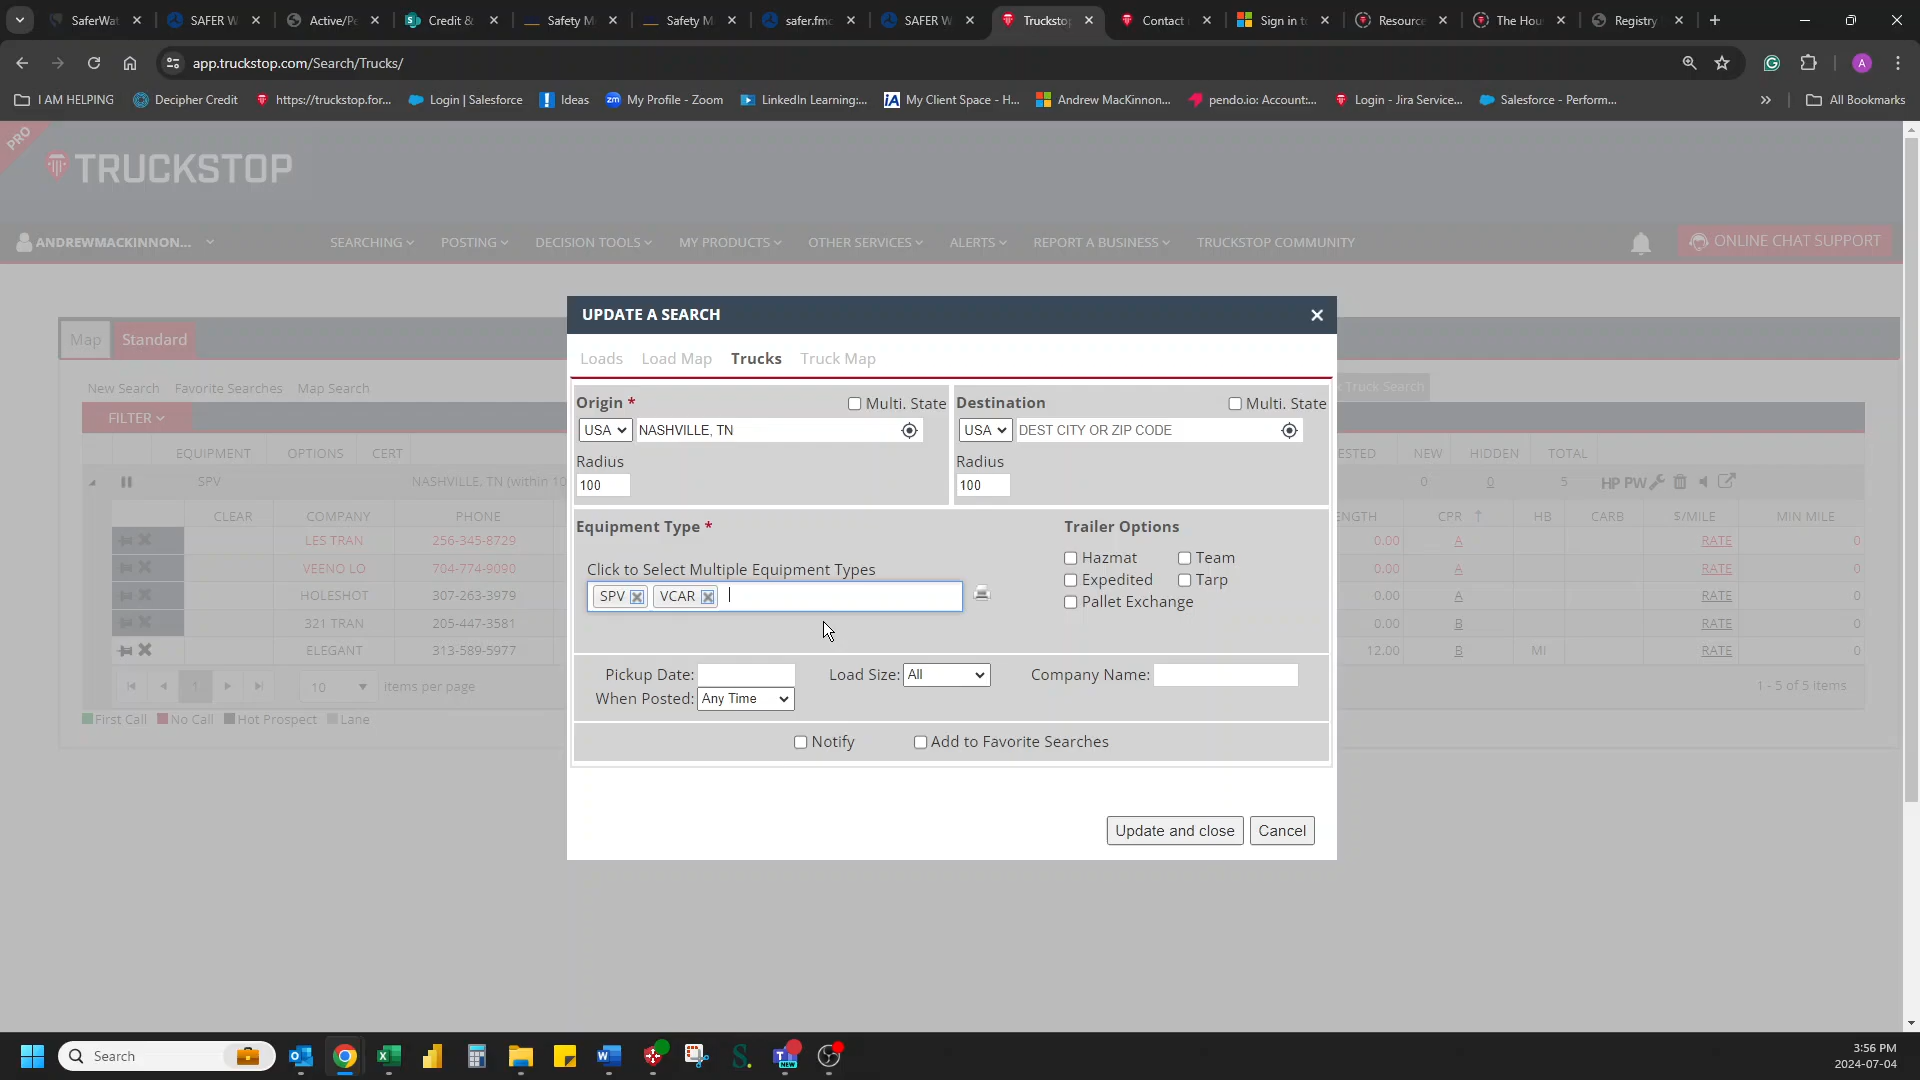 SaferWat
SAFER W
Active/Pe
Credit &
Safety M
Safety M
safer.fmc
SAFER W
Truckstop
Contact
Sign in t
Resource
The Hou
Registry
app.truckstop.com/Search/Trucks/
I AM HELPING
Decipher Credit
https://truckstop.for...
Login | Salesforce
Ideas
My Profile - Zoom
LinkedIn Learning:...
My Client Space - H...
Andrew MacKinnon...
pendo.io: Account:...
Login - Jira Service...
Salesforce - Perform...
All Bookmarks
PRO
TRUCKSTOP
ANDREWMACKINNON...
SEARCHING
POSTING
DECISION TOOLS
MY PRODUCTS
OTHER SERVICES
ALERTS
REPORT A BUSINESS
TRUCKSTOP COMMUNITY
ONLINE CHAT SUPPORT
Map
Standard
New Search
Favorite Searches
Map Search
Truck Search
FILTER
EQUIPMENT OPTIONS CERT
ESTED NEW HIDDEN TOTAL
SPV NASHVILLE, TN (within 10
0 0 5 HP PW
CLEAR COMPANY PHONE
ENGTH CPR HB CARB $/MILE MIN MILE
LES TRAN 256-345-8729 0.00 A RATE 0
VEENO LO 704-774-9090 0.00 A RATE 0
HOLESHOT 307-263-3979 0.00 A RATE 0
321 TRAN 205-447-3581 0.00 B RATE 0
ELEGANT 313-589-5977 12.00 B MI RATE 0
1 10 items per page
1 - 5 of 5 items
First Call No Call Hot Prospect Lane
UPDATE A SEARCH
Loads Load Map Trucks Truck Map
Origin * Multi. State
USA NASHVILLE, TN
Radius
100
Destination Multi. State
USA DEST CITY OR ZIP CODE
Radius
100
Equipment Type *
Click to Select Multiple Equipment Types
SPV VCAR
Trailer Options
Hazmat Team
Expedited Tarp
Pallet Exchange
Pickup Date: Load Size: All Company Name:
When Posted: Any Time
Notify Add to Favorite Searches
Update and close Cancel
Search
NEW
3:56 PM
2024-07-04